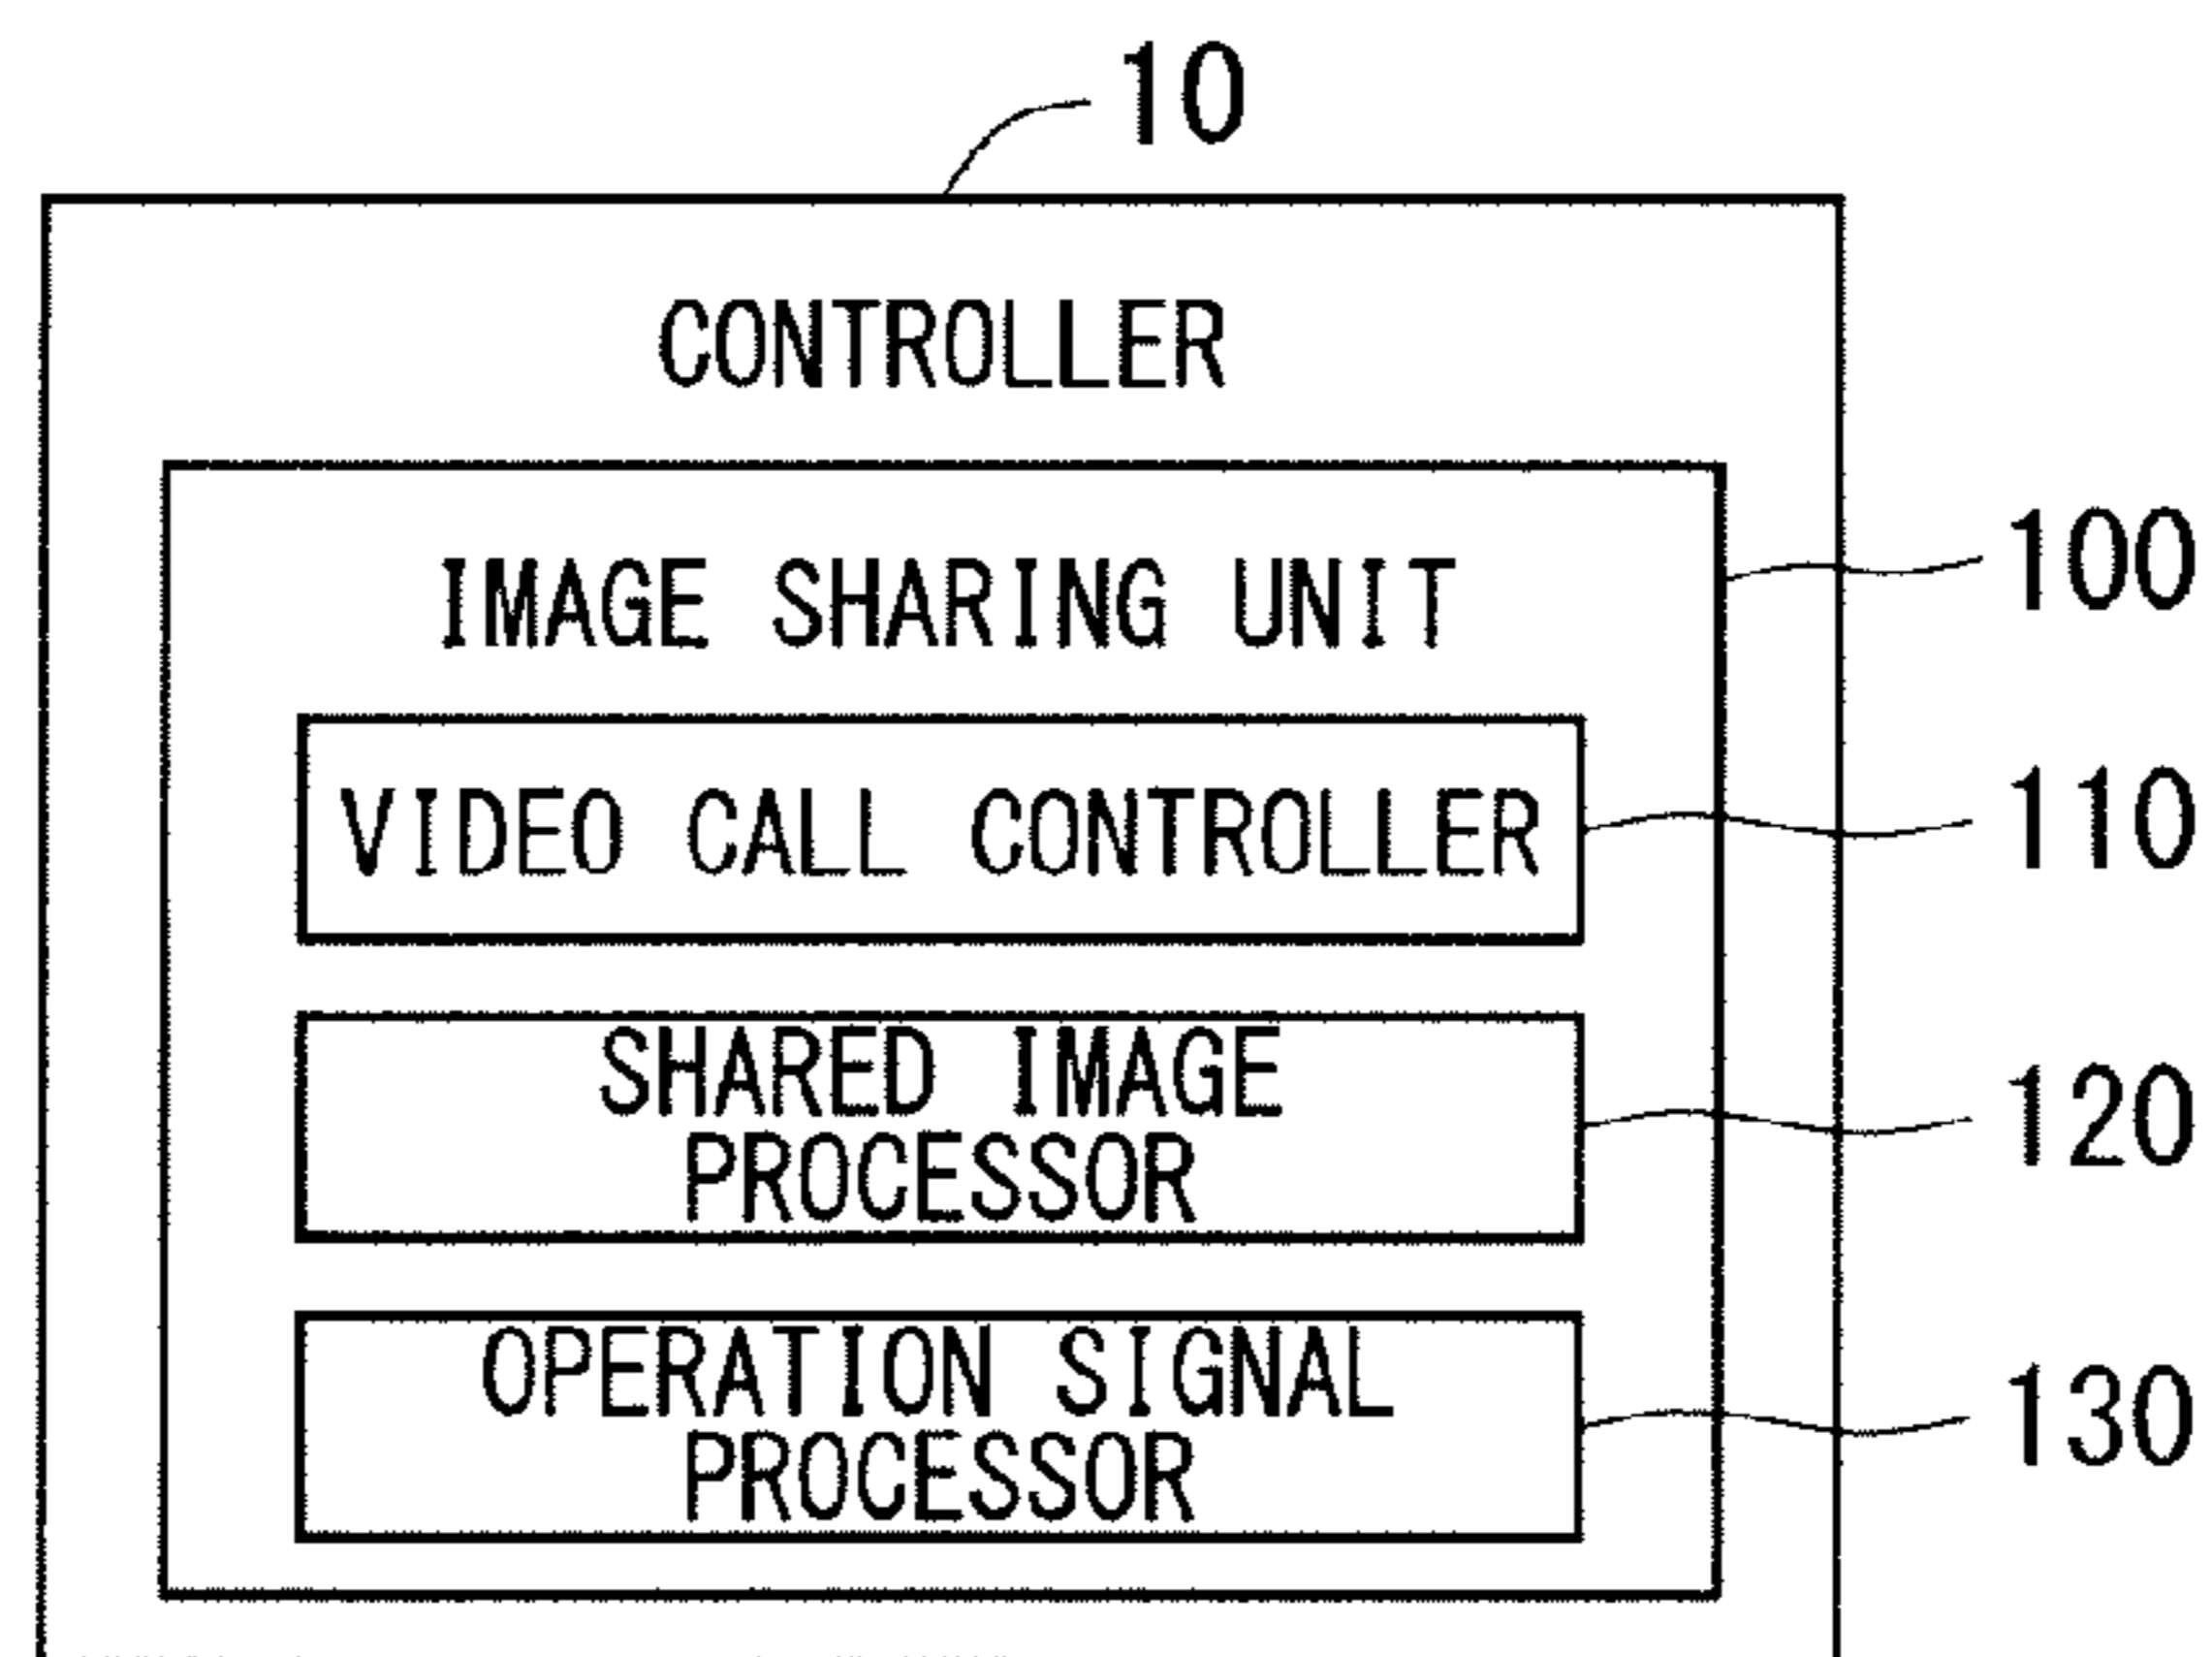 10
CONTROLLER
IMAGE SHARING UNIT
100
VIDEO CALL CONTROLLER
110
SHARED IMAGE
PROCESSOR
120
OPERATION SIGNAL
PROCESSOR
130